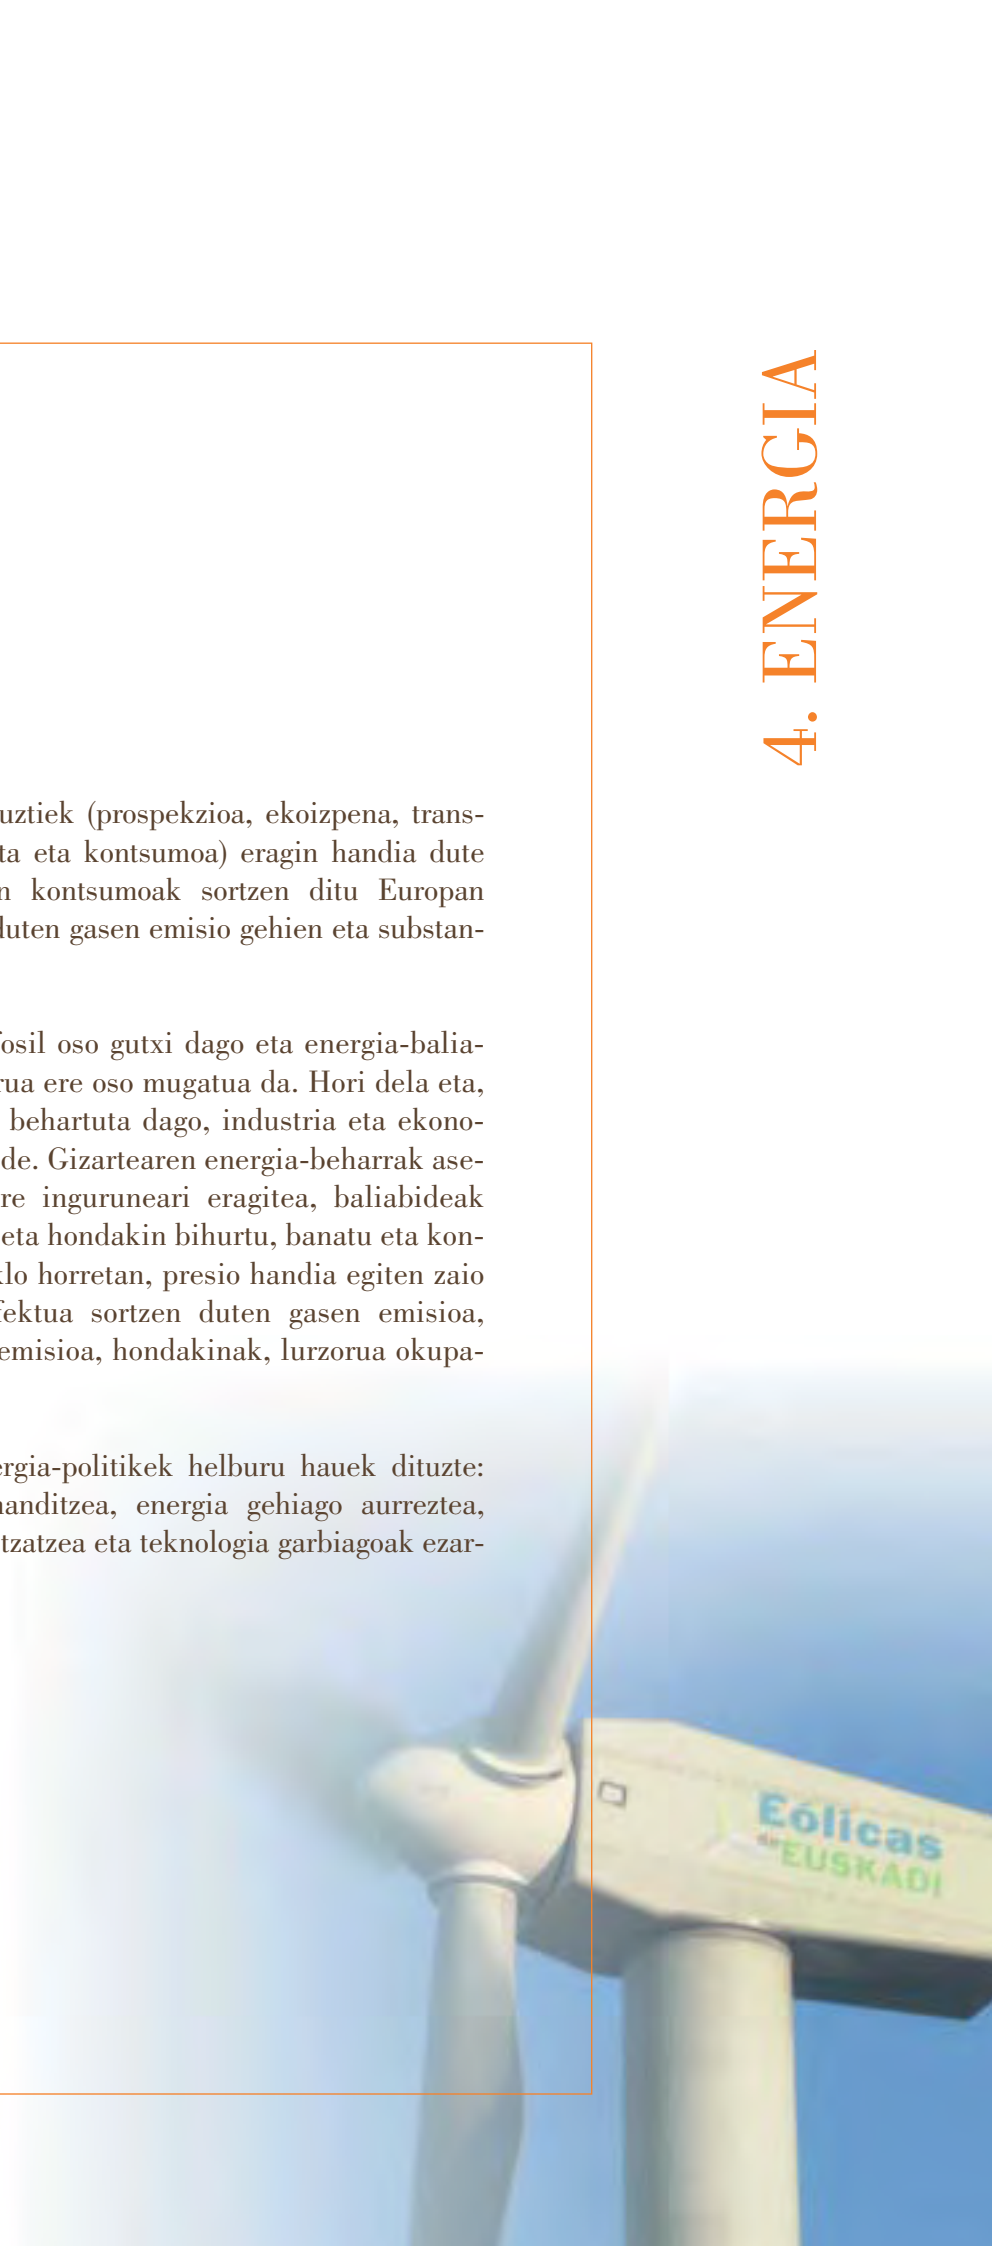 4. ENERGIA
uztiek (prospekzioa, ekoizpena, trans-
ta eta kontsumoa) eragin handia dute
n kontsumoak sortzen ditu Europan
duten gasen emisio gehien eta substan-
fosil oso gutxi dago eta energia-balia-
rua ere oso mugatua da. Hori dela eta,
behartuta dago, industria eta ekono-
de. Gizartearen energia-beharrak ase-
re inguruneari eragitea, baliabideak
eta hondakin bihurtu, banatu eta kon-
klo horretan, presio handia egiten zaio
fektua sortzen duten gasen emisioa,
emisioa, hondakinak, lurzorua okupa-
ergia-politikek helburu hauek dituzte:
handitzea, energia gehiago aurreztea,
tzatzea eta teknologia garbiagoak ezar-
Eólicas
de EUSKADI